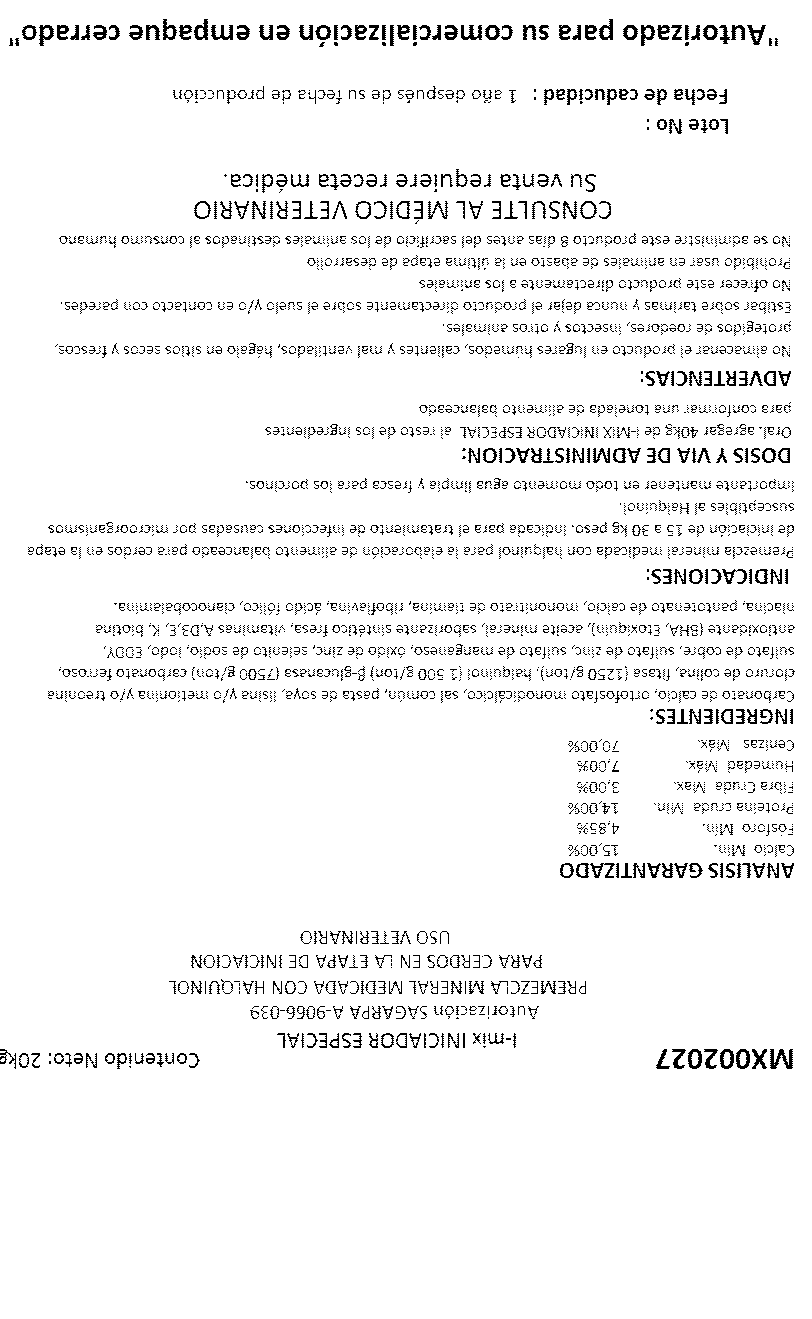 MX002027
Contenido Neto: 20kg
I-mix INICIADOR ESPECIAL
Autorización SAGARPA A-9066-039
PREMEZCLA MINERAL MEDICADA CON HALQUINOL
PARA CERDOS EN LA ETAPA DE INICIACION
USO VETERINARIO
ANALISIS GARANTIZADO
Calcio Min. 15,00%
Fósforo Mín. 4,85%
Proteína cruda Min. 14,00%
Fibra Cruda Max. 3,00%
Humedad Máx. 7,00%
Cenizas Máx. 70,00%
INGREDIENTES:
Carbonato de calcio, ortofosfato monodicálcico, sal común, pasta de soya, lisina y/o metionina y/o treonina
cloruro de colina, fitasa (1250 g/ton), halquinol (1 500 g/ton) β-glucanasa (7500 g/ton) carbonato ferroso,
sulfato de cobre, sulfato de zinc, sulfato de manganeso, óxido de zinc, selenito de sodio, Iodo, EDDY,
antioxidante (BHA, Etoxiquin), aceite mineral, saborizante sintético fresa, vitaminas A,D3,E, K, biotina
niacina, pantotenato de calcio, mononitrato de tiamina, riboflavina, ácido fólico, cianocobalamina.
INDICACIONES:
Premezcla mineral medicada con halquinol para la elaboración de alimento balanceado para cerdos en la etapa
de iniciación de 15 a 30 kg peso. Indicada para el tratamiento de infecciones causadas por microorganismos
susceptibles al Halquinol.
Importante mantener en todo momento agua limpia y fresca para los porcinos.
DOSIS Y VIA DE ADMINISTRACION:
Oral. agregar 40kg de I-MIX INICIADOR ESPECIAL al resto de los ingredientes
para conformar una tonelada de alimento balanceado
ADVERTENCIAS:
No almacenar el producto en lugares húmedos, calientes y mal ventilados, hágalo en sitios secos y frescos,
protegidos de roedores, insectos y otros animales.
Estibar sobre tarimas y nunca dejar el producto directamente sobre el suelo y/o en contacto con paredes.
No ofrecer este producto directamente a los animales
Prohibido usar en animales de abasto en la última etapa de desarrollo
No se administre este producto 8 días antes del sacrificio de los animales destinados al consumo humano
CONSULTE AL MÉDICO VETERINARIO
Su venta requiere receta médica.
Lote No :
Fecha de caducidad : 1 año después de su fecha de producción
"Autorizado para su comercialización en empaque cerrado"